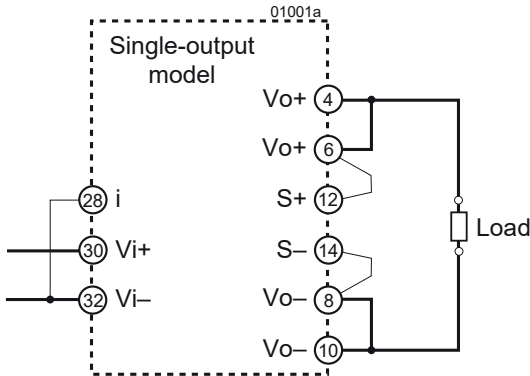 01001a
Single-output
model
Vo+ 4
Vo+ 6
28 i
S+ 12
30 Vi+
S– 14
Load
32 Vi–
Vo– 8
Vo– 10